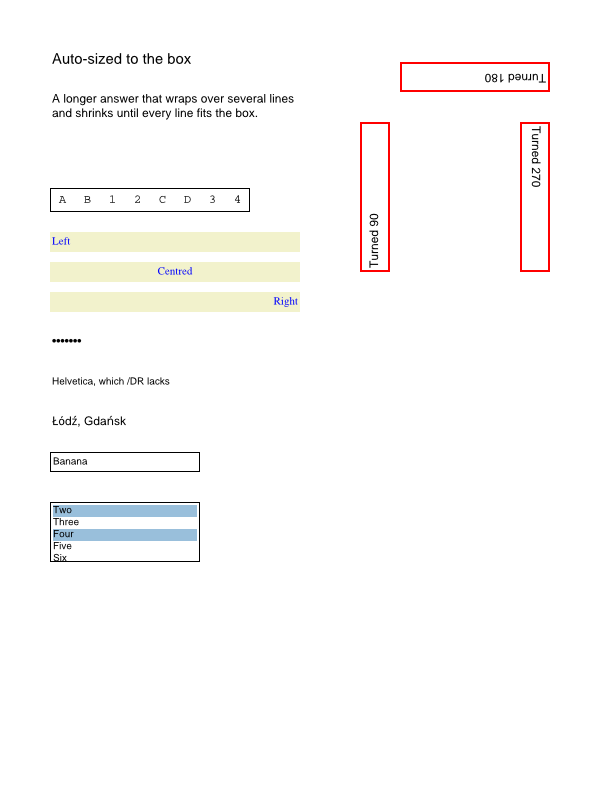 Auto-sized to the box
A longer answer that wraps over several lines
and shrinks until every line fits the box.
A B 1 2 C D 3 4
Left
Centred
Right
•••••••
Helvetica, which /DR lacks
Łódź, Gdańsk
Banana
Two
Three
Four
Five
Six
Turned 180
Turned 90
Turned 270